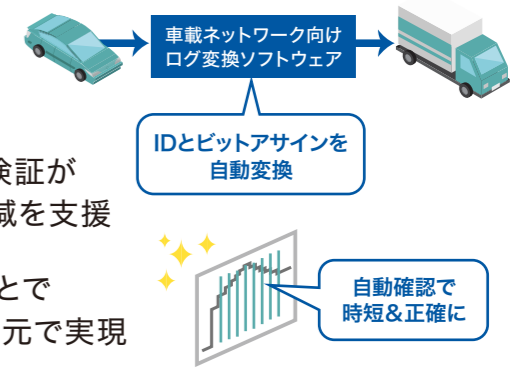 車載ネットワーク向け
ログ変換ソフトウェア
IDとビットアサインを
自動変換
検証が
減を支援
とで
元で実現
自動確認で
時短&正確に